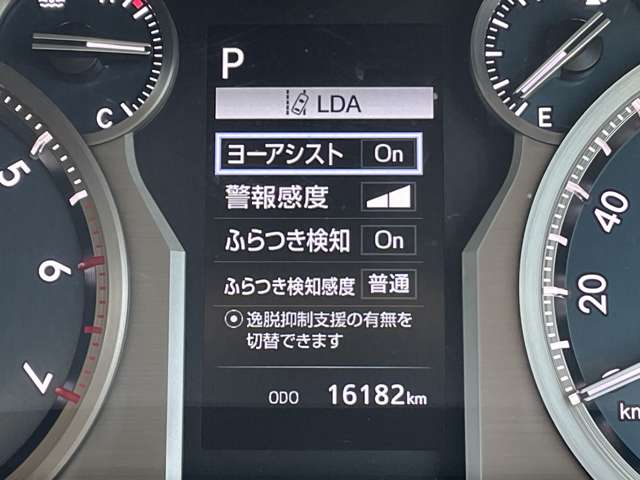 P
LDA
ヨーアシスト On
警報感度
ふらつき検知 On
ふらつき検知感度 普通
逸脱抑制支援の有無を
切替できます
ODO 16182km
C
E
5
6
7
40
20
0
km